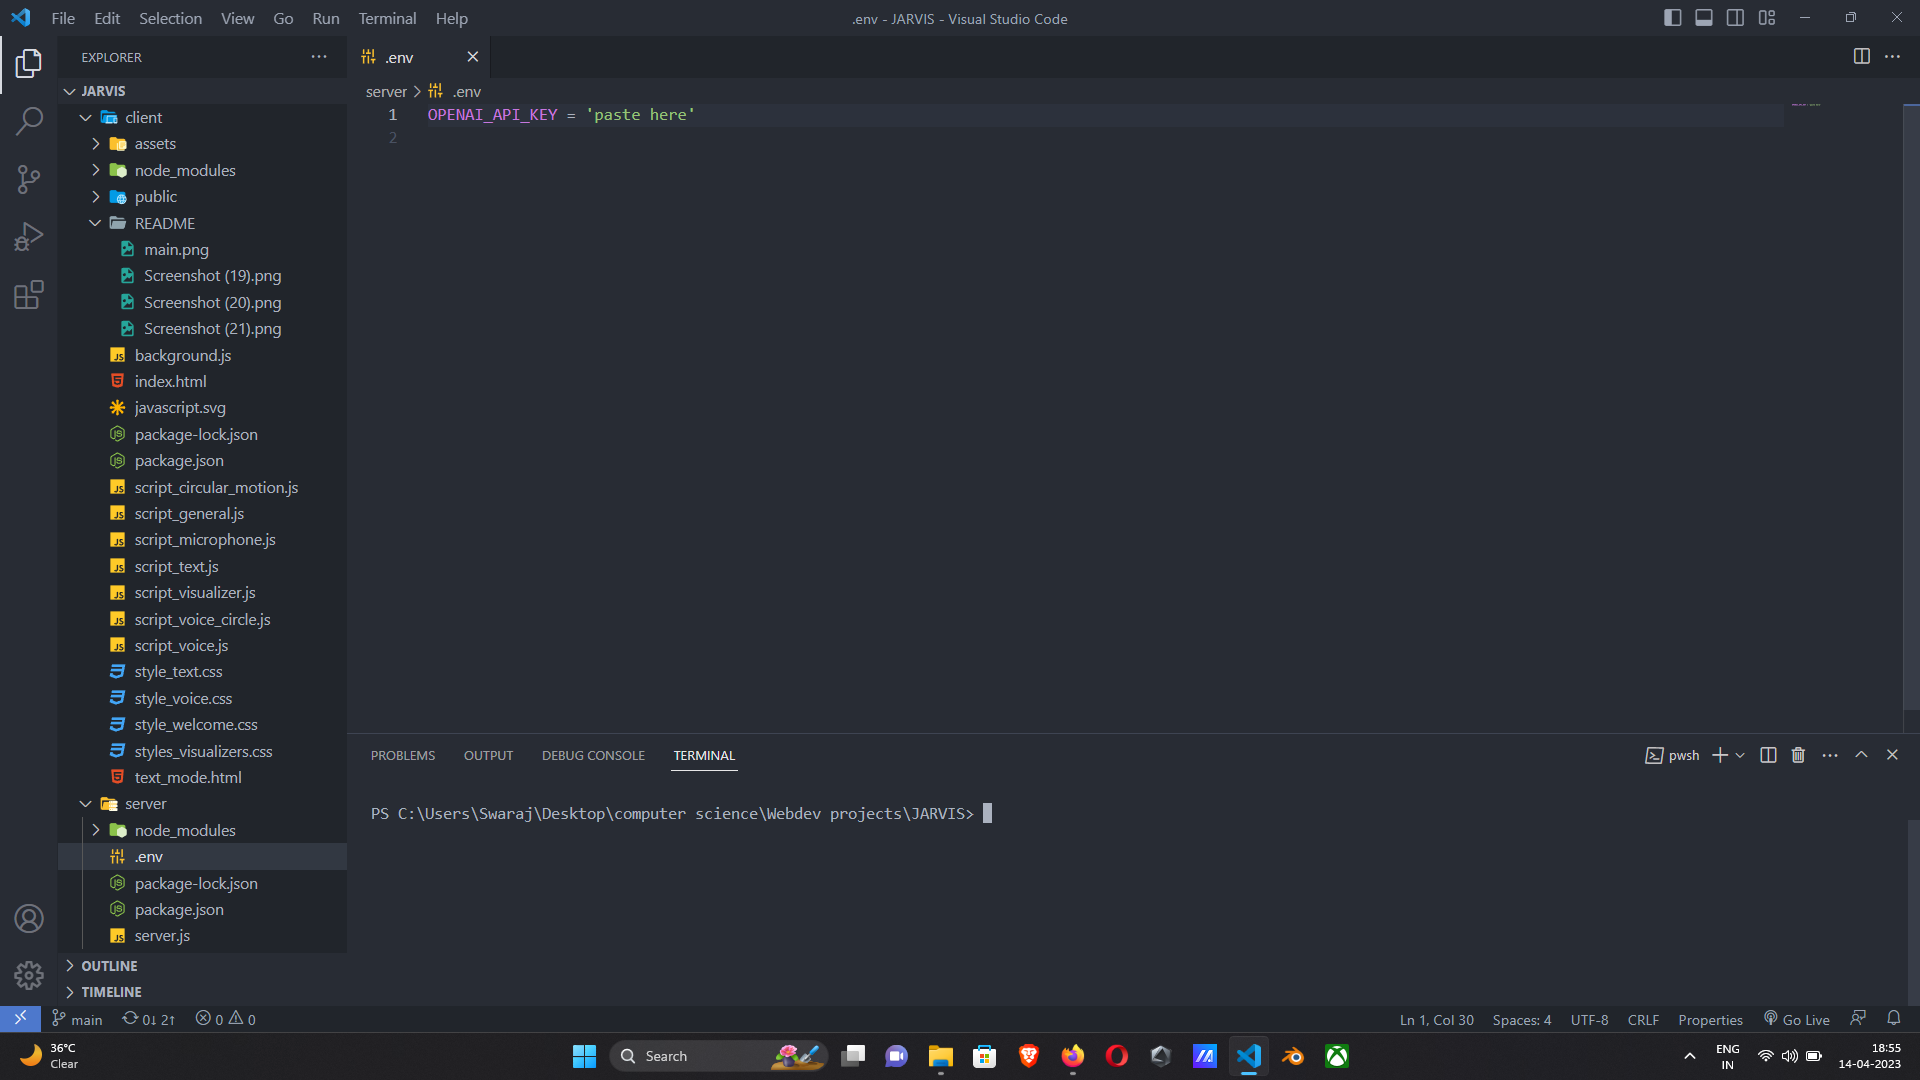 File Edit Selection View Go Run Terminal Help
.env - JARVIS - Visual Studio Code
EXPLORER
.env
JARVIS
client
assets
node_modules
public
README
main.png
Screenshot (19).png
Screenshot (20).png
Screenshot (21).png
background.js
index.html
javascript.svg
package-lock.json
package.json
script_circular_motion.js
script_general.js
script_microphone.js
script_text.js
script_visualizer.js
script_voice_circle.js
script_voice.js
style_text.css
style_voice.css
style_welcome.css
styles_visualizers.css
text_mode.html
server
node_modules
.env
package-lock.json
package.json
server.js
OUTLINE
TIMELINE
server > .env
1 OPENAI_API_KEY = 'paste here'
2
PROBLEMS OUTPUT DEBUG CONSOLE TERMINAL
pwsh
PS C:\Users\Swaraj\Desktop\computer science\Webdev projects\JARVIS>
main 0↓ 2↑ 0 0
Ln 1, Col 30 Spaces: 4 UTF-8 CRLF Properties Go Live
36°C
Clear
Search
ENG
IN
18:55
14-04-2023